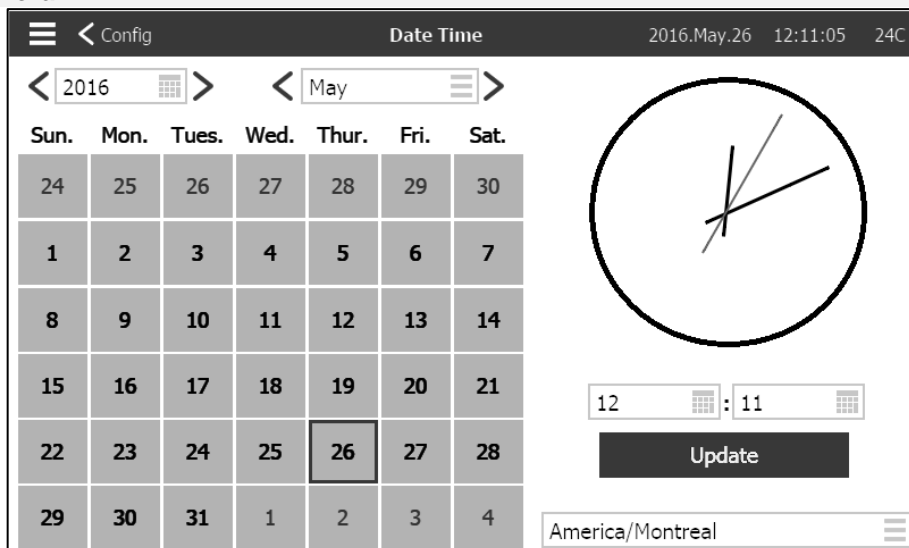 Config Date Time 2016.May.26 12:11:05 24C
2016 May
Sun. Mon. Tues. Wed. Thur. Fri. Sat.
24 25 26 27 28 29 30
1 2 3 4 5 6 7
8 9 10 11 12 13 14
15 16 17 18 19 20 21
22 23 24 25 26 27 28
29 30 31 1 2 3 4
12 : 11
Update
America/Montreal